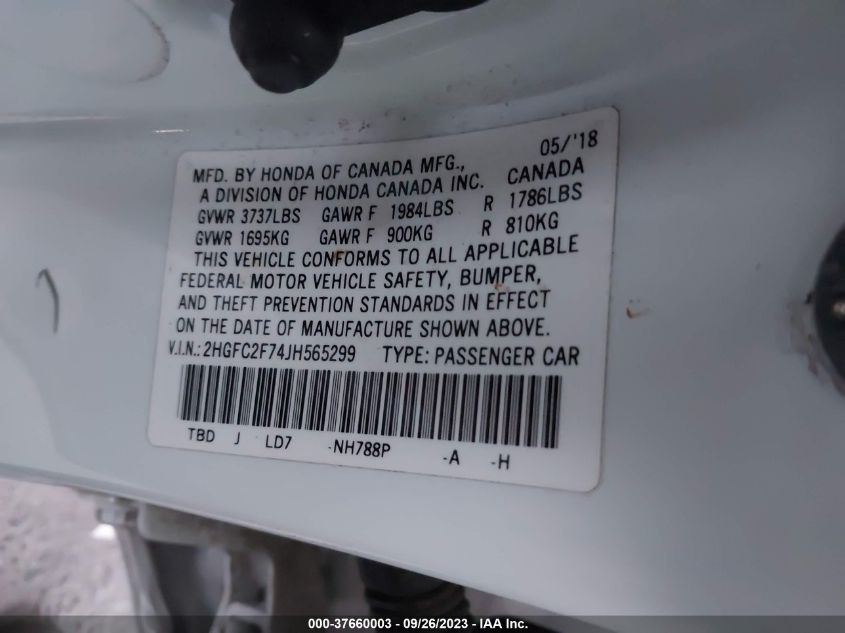 05/'18
MFD. BY HONDA OF CANADA MFG., CANADA
A DIVISION OF HONDA CANADA INC.
GVWR 3737LBS GAWR F 1984LBS R 1786LBS
GVWR 1695KG GAWR F 900KG R 810KG
THIS VEHICLE CONFORMS TO ALL APPLICABLE
FEDERAL MOTOR VEHICLE SAFETY, BUMPER,
AND THEFT PREVENTION STANDARDS IN EFFECT
ON THE DATE OF MANUFACTURE SHOWN ABOVE.
V.I.N.: 2HGFC2F74JH565299 TYPE: PASSENGER CAR
TBD J LD7 -NH788P -A -H
000-37660003 - 09/26/2023 - IAA Inc.